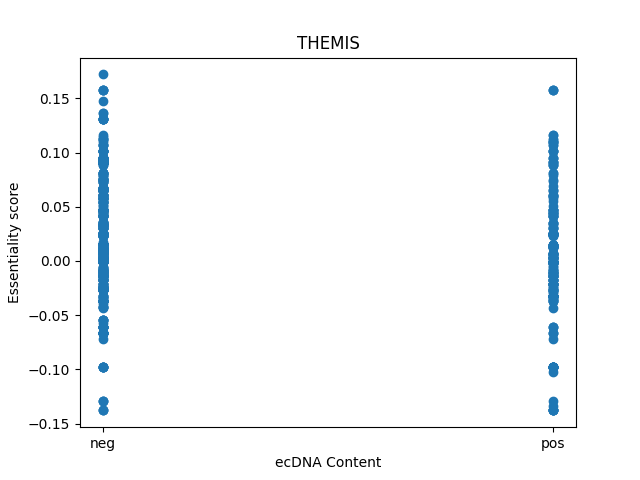 THEMIS
Essentiality score
0.15
0.10
0.05
0.00
−0.05
−0.10
−0.15
neg
pos
ecDNA Content